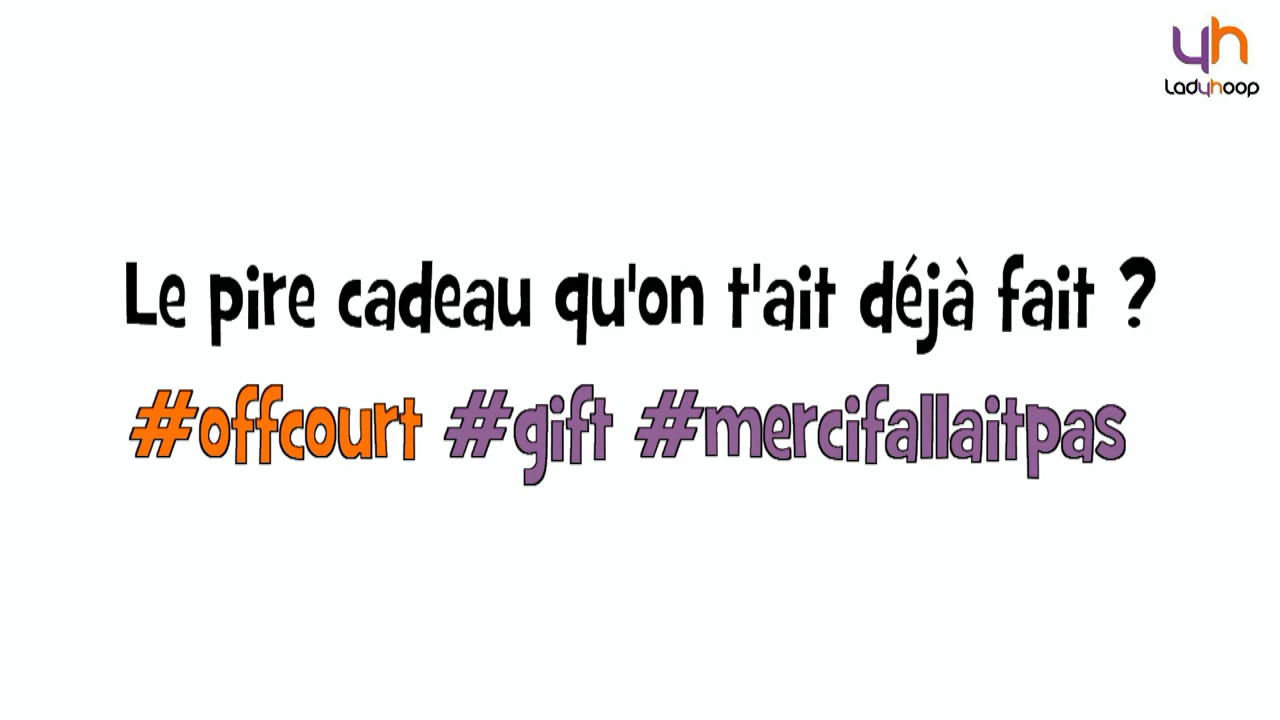 Ladyhoop
Le pire cadeau qu'on t'ait déjà fait ?
#offcourt #gift #mercifallaitpas